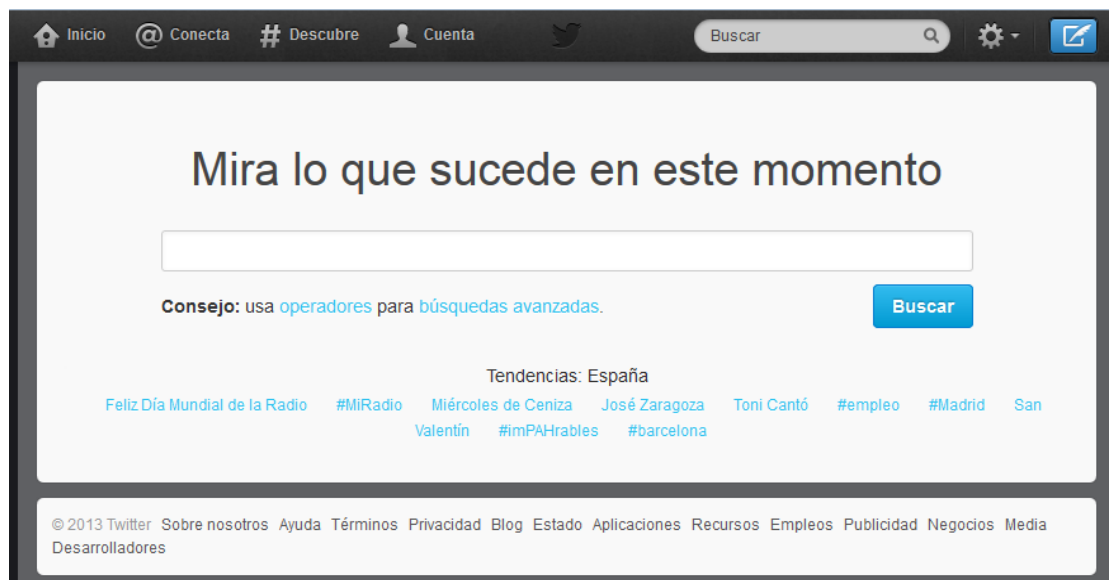 Inicio @ Conecta # Descubre Cuenta Buscar
Mira lo que sucede en este momento
Consejo: usa operadores para búsquedas avanzadas. Buscar
Tendencias: España
Feliz Día Mundial de la Radio #MiRadio Miércoles de Ceniza José Zaragoza Toni Cantó #empleo #Madrid San
Valentín #imPAHrables #barcelona
© 2013 Twitter Sobre nosotros Ayuda Términos Privacidad Blog Estado Aplicaciones Recursos Empleos Publicidad Negocios Media
Desarrolladores